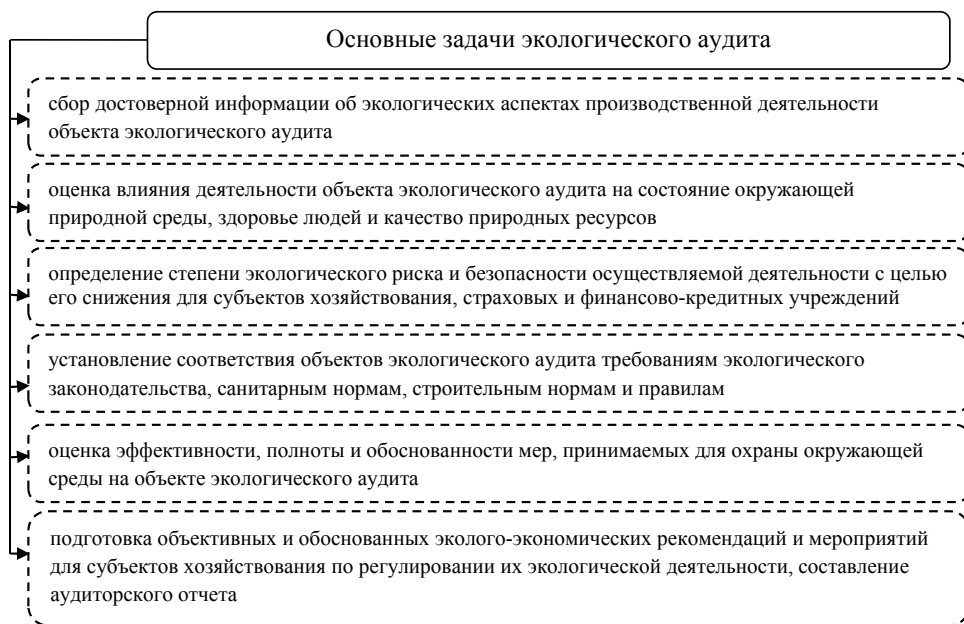 Основные задачи экологического аудита
сбор достоверной информации об экологических аспектах производственной деятельности
объекта экологического аудита
оценка влияния деятельности объекта экологического аудита на состояние окружающей
природной среды, здоровье людей и качество природных ресурсов
определение степени экологического риска и безопасности осуществляемой деятельности с целью
его снижения для субъектов хозяйствования, страховых и финансово-кредитных учреждений
установление соответствия объектов экологического аудита требованиям экологического
законодательства, санитарным нормам, строительным нормам и правилам
оценка эффективности, полноты и обоснованности мер, принимаемых для охраны окружающей
среды на объекте экологического аудита
подготовка объективных и обоснованных эколого-экономических рекомендаций и мероприятий
для субъектов хозяйствования по регулировании их экологической деятельности, составление
аудиторского отчета